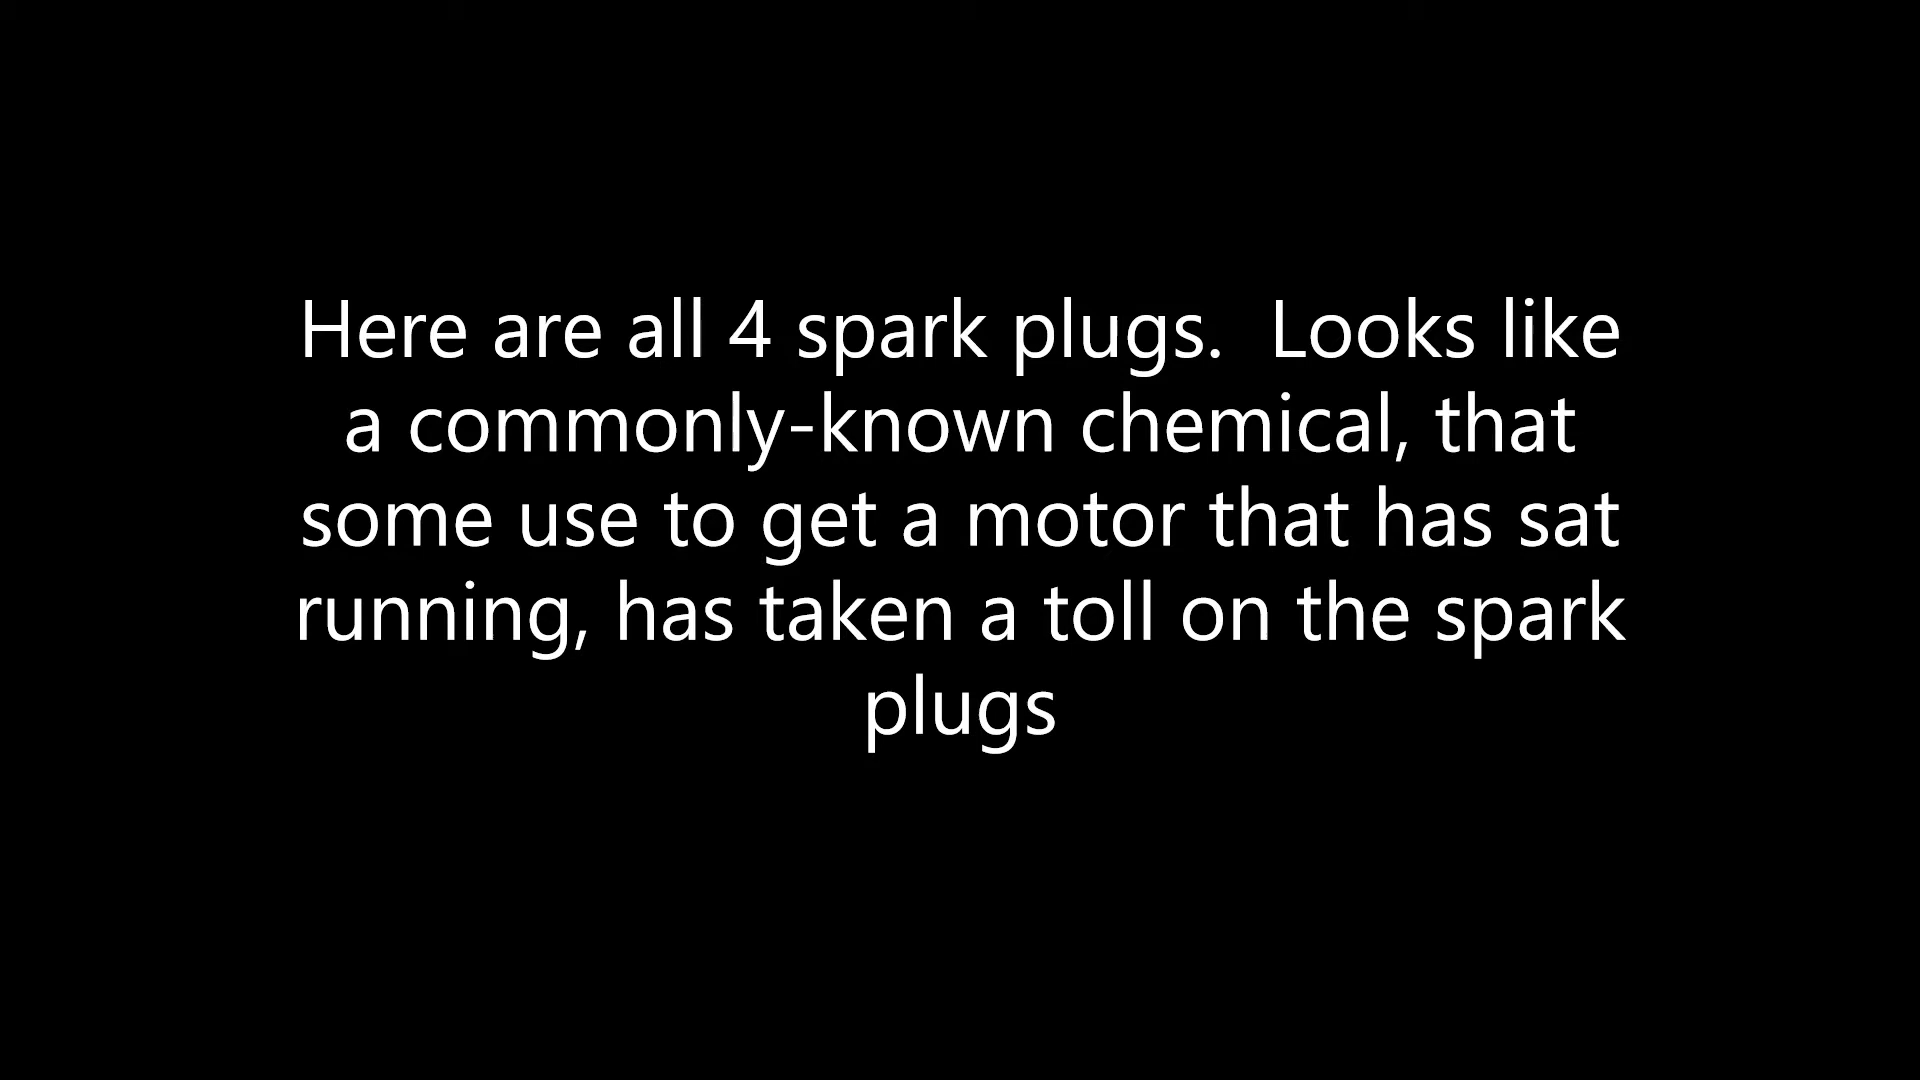 Here are all 4 spark plugs.  Looks like
a commonly-known chemical, that
some use to get a motor that has sat
running, has taken a toll on the spark
plugs